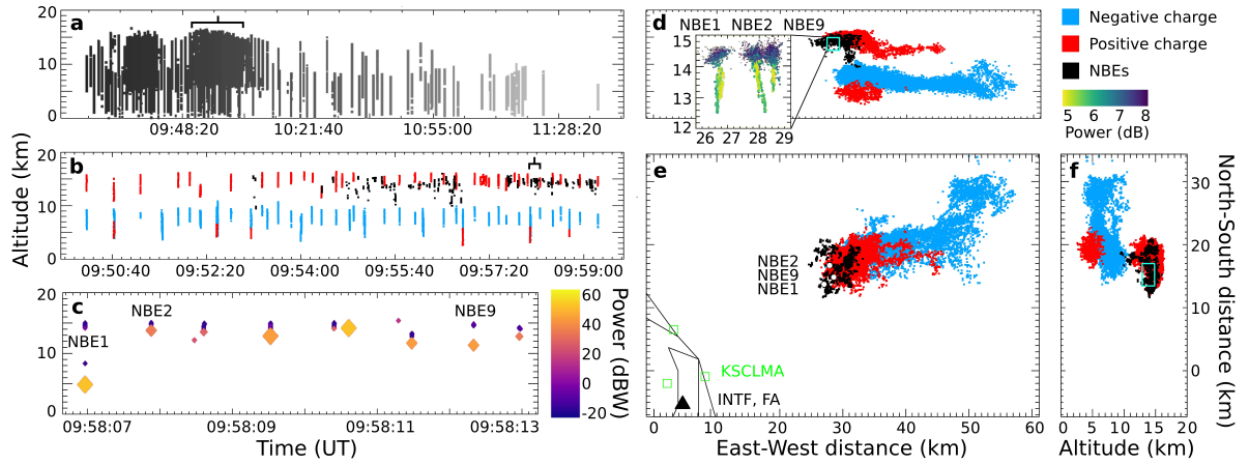 a
20
10
0
09:48:20
10:21:40
10:55:00
11:28:20
b
20
10
0
09:50:40
09:52:20
09:54:00
09:55:40
09:57:20
09:59:00
Altitude (km)
c
20
15
10
0
NBE1
NBE2
NBE9
09:58:07
09:58:09
09:58:11
09:58:13
Time (UT)
60
40
20
0
-20
Power (dBW)
d
NBE1 NBE2 NBE9
15
14
13
12
26 27 28 29
Negative charge
Positive charge
NBEs
5 6 7 8
Power (dB)
e
NBE2
NBE9
NBE1
KSCLMA
INTF, FA
0 10 20 30 40 50 60
East-West distance (km)
f
30
20
10
0
0 5 10 15 20
Altitude (km)
North-South distance (km)